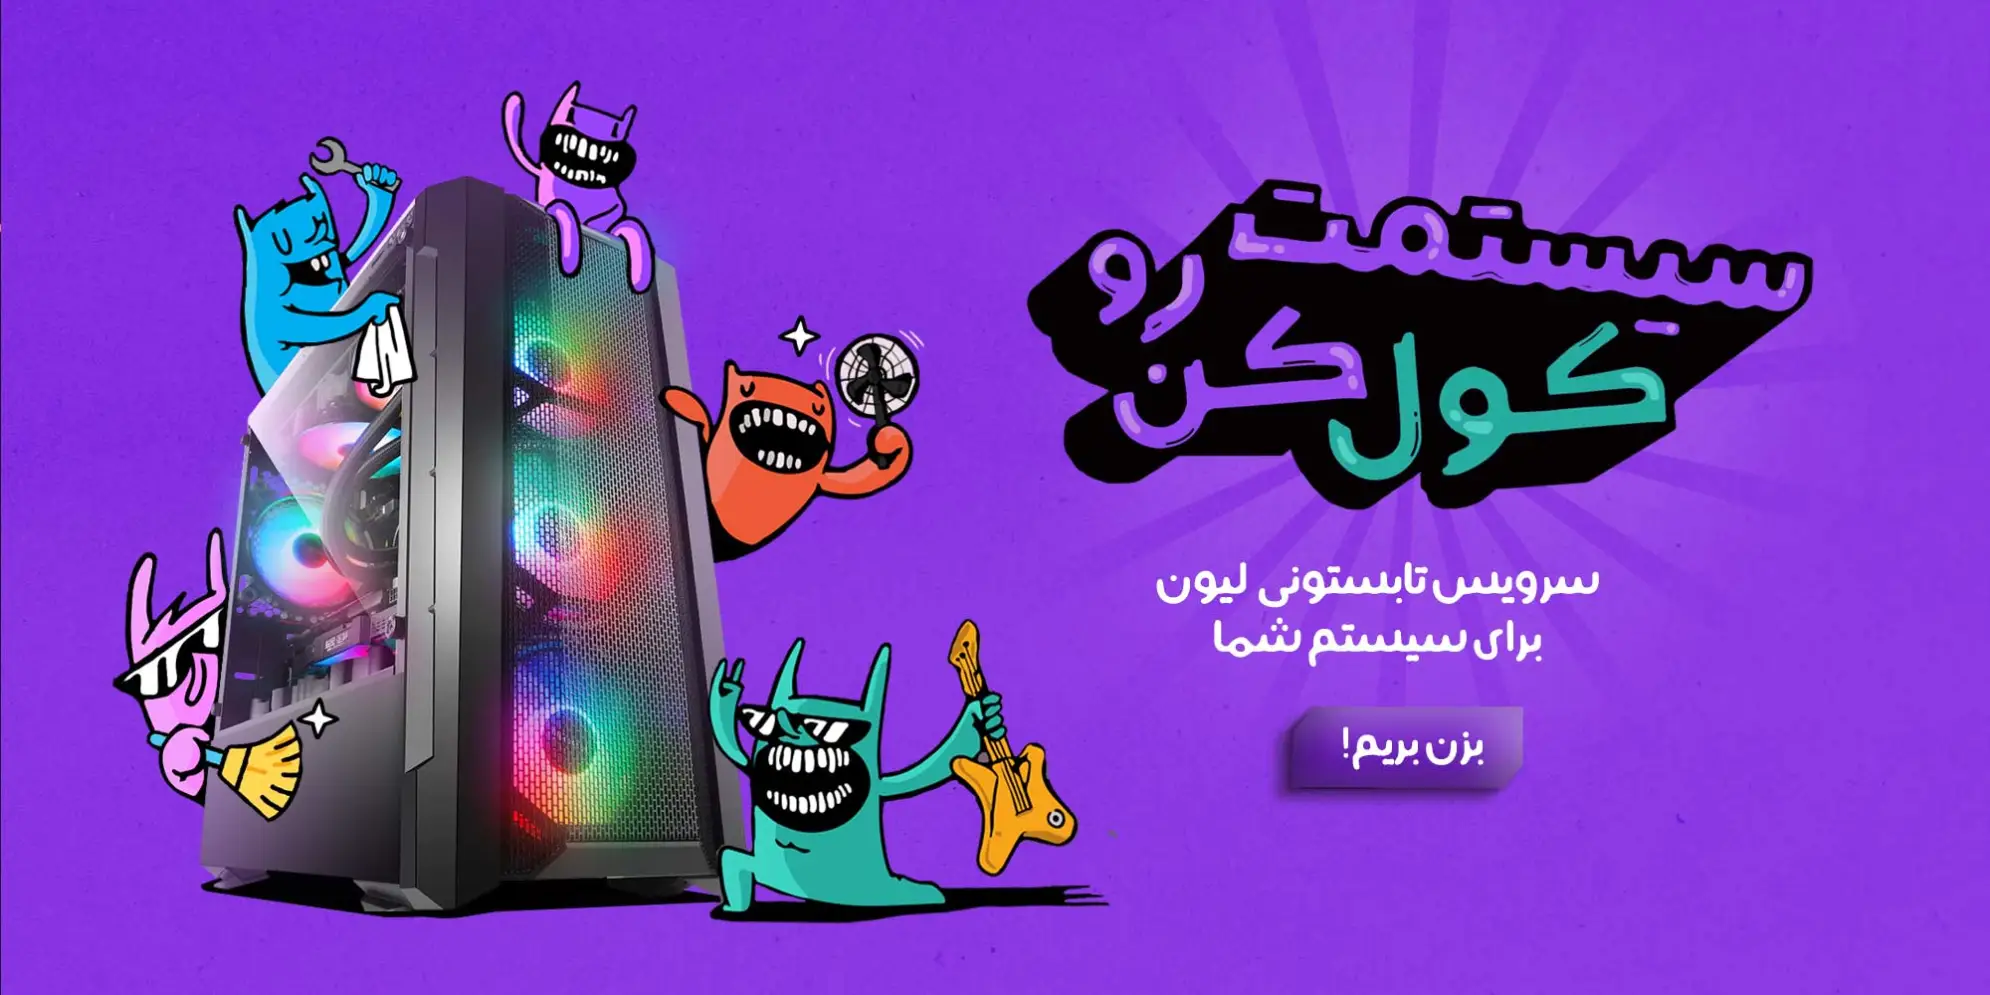 سیستمت رو
کول کن
سرویس تابستونی لیون
برای سیستم شما
بزن بریم!